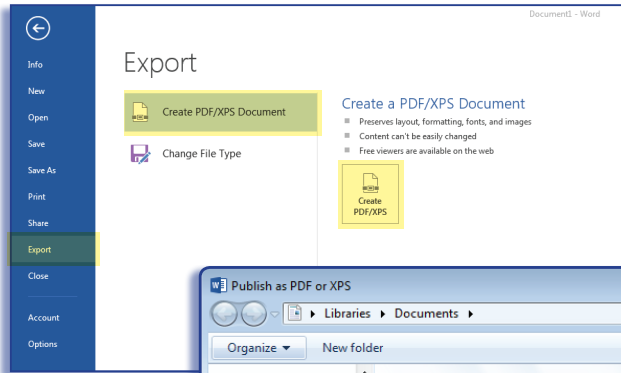 Document1 - Word
Info
New
Open
Save
Save As
Print
Share
Export
Close
Account
Options
Export
Create PDF/XPS Document
Change File Type
Create a PDF/XPS Document
Preserves layout, formatting, fonts, and images
Content can't be easily changed
Free viewers are available on the web
Create
PDF/XPS
Publish as PDF or XPS
Libraries Documents
Organize New folder